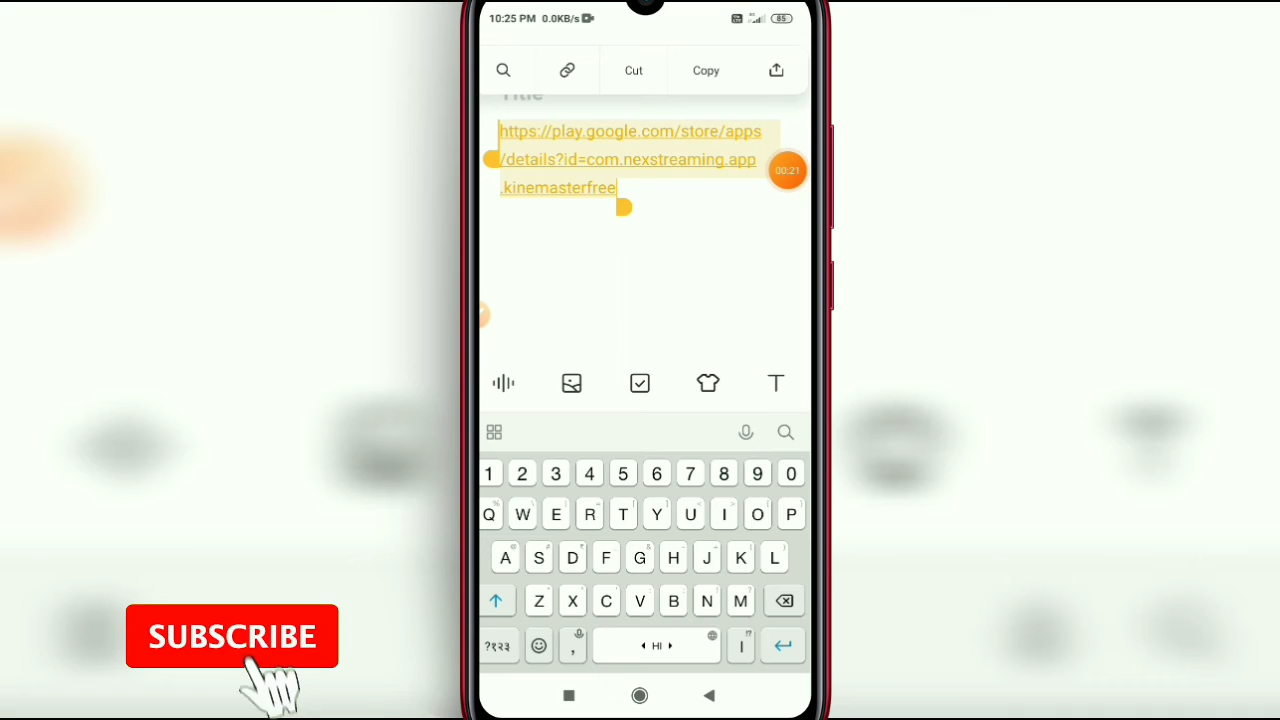 10:25 PM 0.0KB/s
85
Cut
Copy
Title
https://play.google.com/store/apps
/details?id=com.nexstreaming.app
.kinemasterfree
00:21
1 2 3 4 5 6 7 8 9 0
Q W E R T Y U I O P
A S D F G H J K L
Z X C V B N M
?१२३ , HI ।
SUBSCRIBE